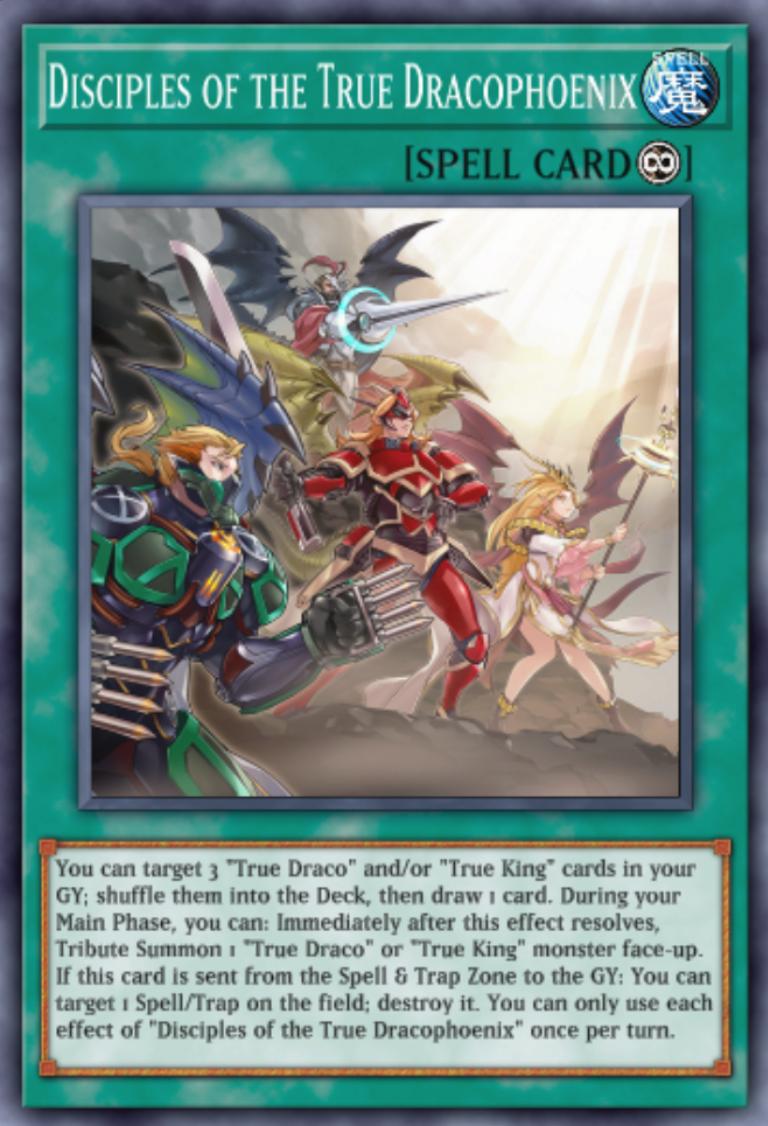 DISCIPLES OF THE TRUE DRACOPHOENIX
SPELL
魔
[SPELL CARD]
You can target 3 "True Draco" and/or "True King" cards in your
GY; shuffle them into the Deck, then draw 1 card. During your
Main Phase, you can: Immediately after this effect resolves,
Tribute Summon 1 "True Draco" or "True King" monster face-up.
If this card is sent from the Spell & Trap Zone to the GY: You can
target 1 Spell/Trap on the field; destroy it. You can only use each
effect of "Disciples of the True Dracophoenix" once per turn.